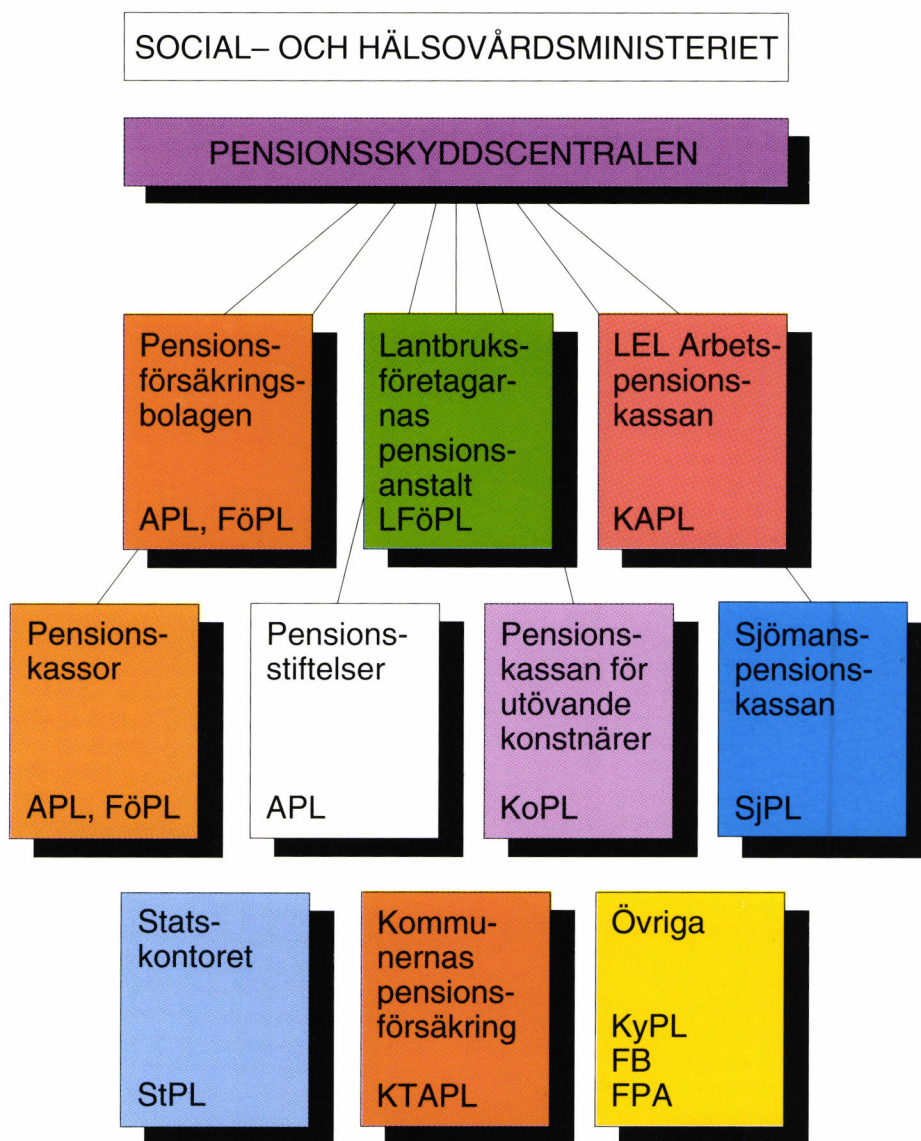 SOCIAL– OCH HÄLSOVÅRDSMINISTERIET
PENSIONSSKYDDSCENTRALEN
Pensions-
försäkrings-
bolagen
APL, FöPL
Lantbruks-
företagar-
nas
pensions-
anstalt
LFöPL
LEL Arbets-
pensions-
kassan
KAPL
Pensions-
kassor
APL, FöPL
Pensions-
stiftelser
APL
Pensions-
kassan för
utövande
konstnärer
KoPL
Sjömans-
pensions-
kassan
SjPL
Stats-
kontoret
StPL
Kommu-
nernas
pensions-
försäkring
KTAPL
Övriga
KyPL
FB
FPA